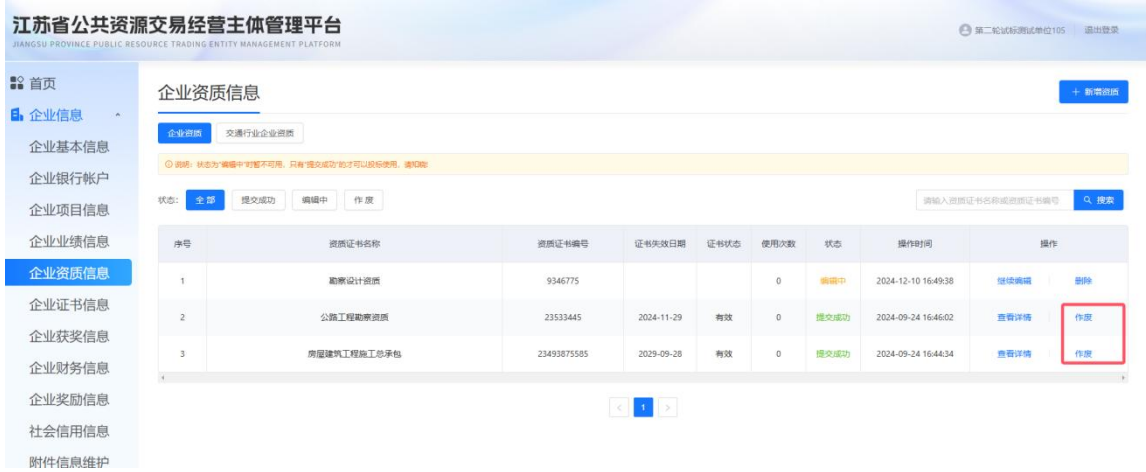 江苏省公共资源交易经营主体管理平台
JIANGSU PROVINCE PUBLIC RESOURCE TRADING ENTITY MANAGEMENT PLATFORM
第二轮试标测试单位105 退出登录
首页
企业信息
企业基本信息
企业银行帐户
企业项目信息
企业业绩信息
企业资质信息
企业证书信息
企业获奖信息
企业财务信息
企业奖励信息
社会信用信息
附件信息维护
企业资质信息
+ 新增资质
企业资质 交通行业企业资质
说明：状态为"编辑中"时暂不可用，只有"提交成功"的才可以投标使用，请知晓!
状态: 全部 提交成功 编辑中 作废
请输入资质证书名称或资质证书编号 搜索
序号 资质证书名称 资质证书编号 证书失效日期 证书状态 使用次数 状态 操作时间 操作
1 勘察设计资质 9346775 0 编辑中 2024-12-10 16:49:38 继续编辑 删除
2 公路工程勘察资质 23533445 2024-11-29 有效 0 提交成功 2024-09-24 16:46:02 查看详情 作废
3 房屋建筑工程施工总承包 23493875585 2029-09-28 有效 0 提交成功 2024-09-24 16:44:34 查看详情 作废
< 1 >